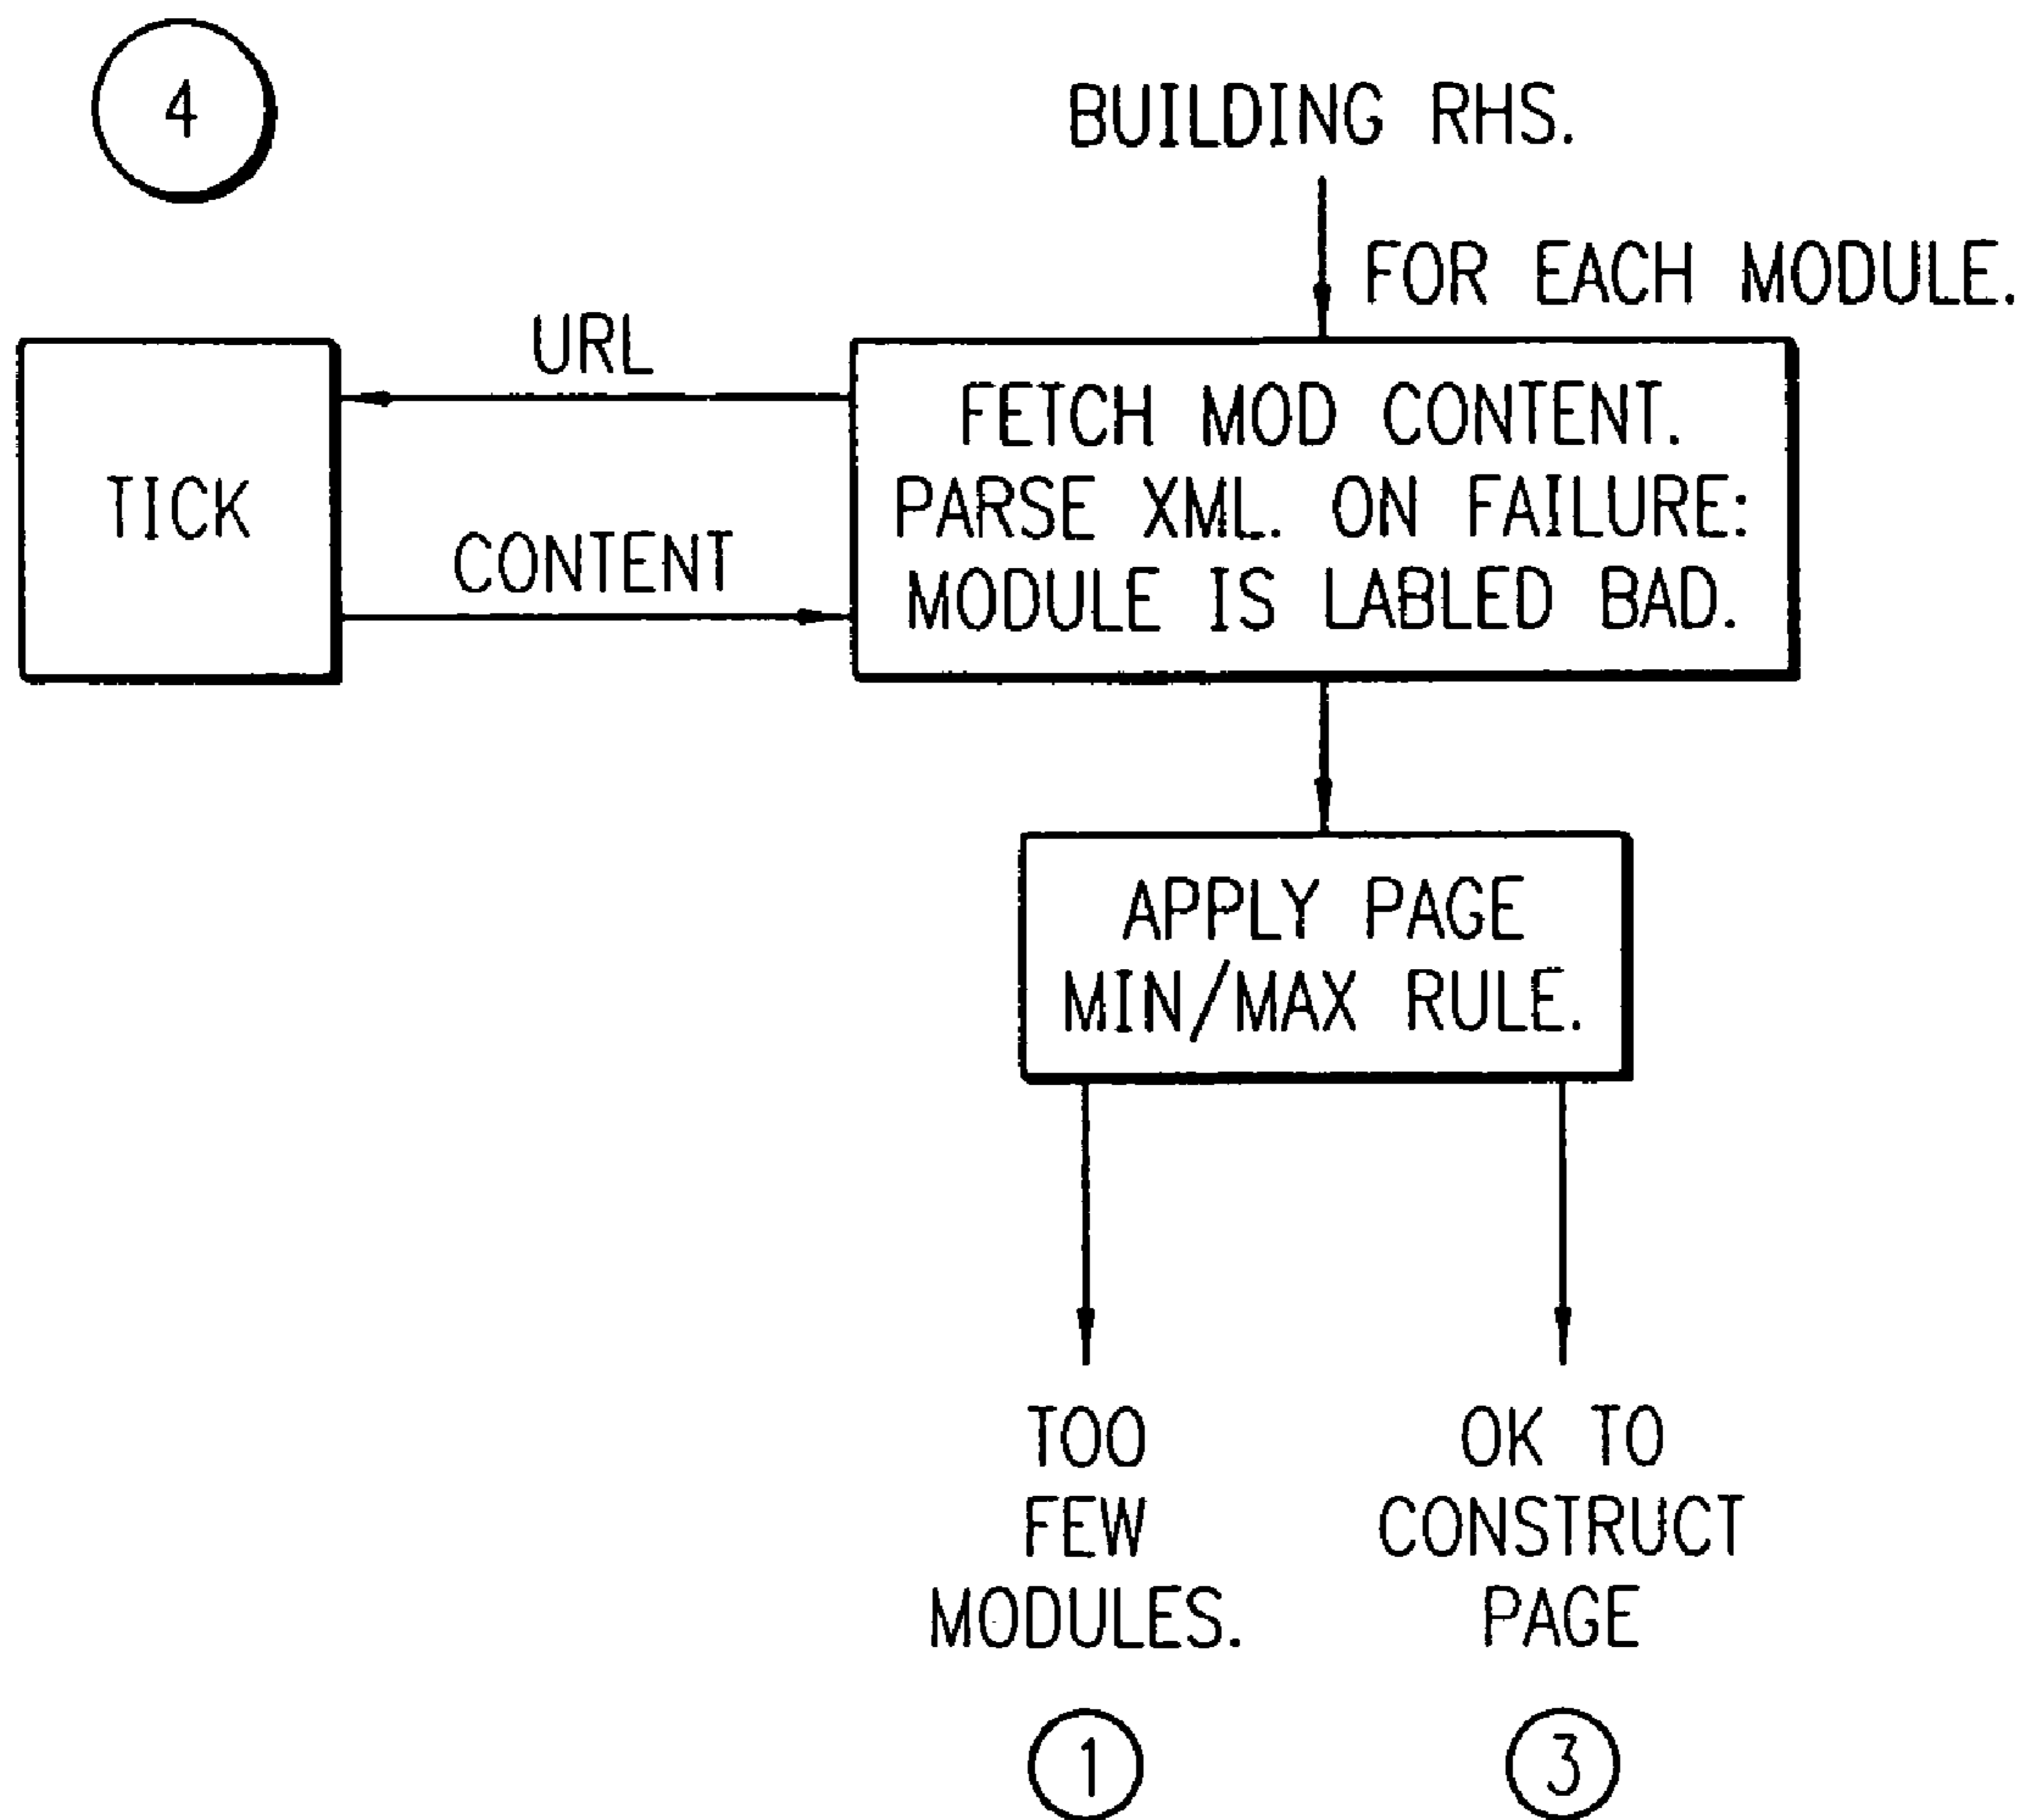 4
BUILDING RHS.
FOR EACH MODULE.
URL
FETCH MOD CONTENT.
PARSE XML. ON FAILURE:
MODULE IS LABLED BAD.
TICK
CONTENT
APPLY PAGE
MIN/MAX RULE.
TOO
FEW
MODULES.
1
OK TO
CONSTRUCT
PAGE
3